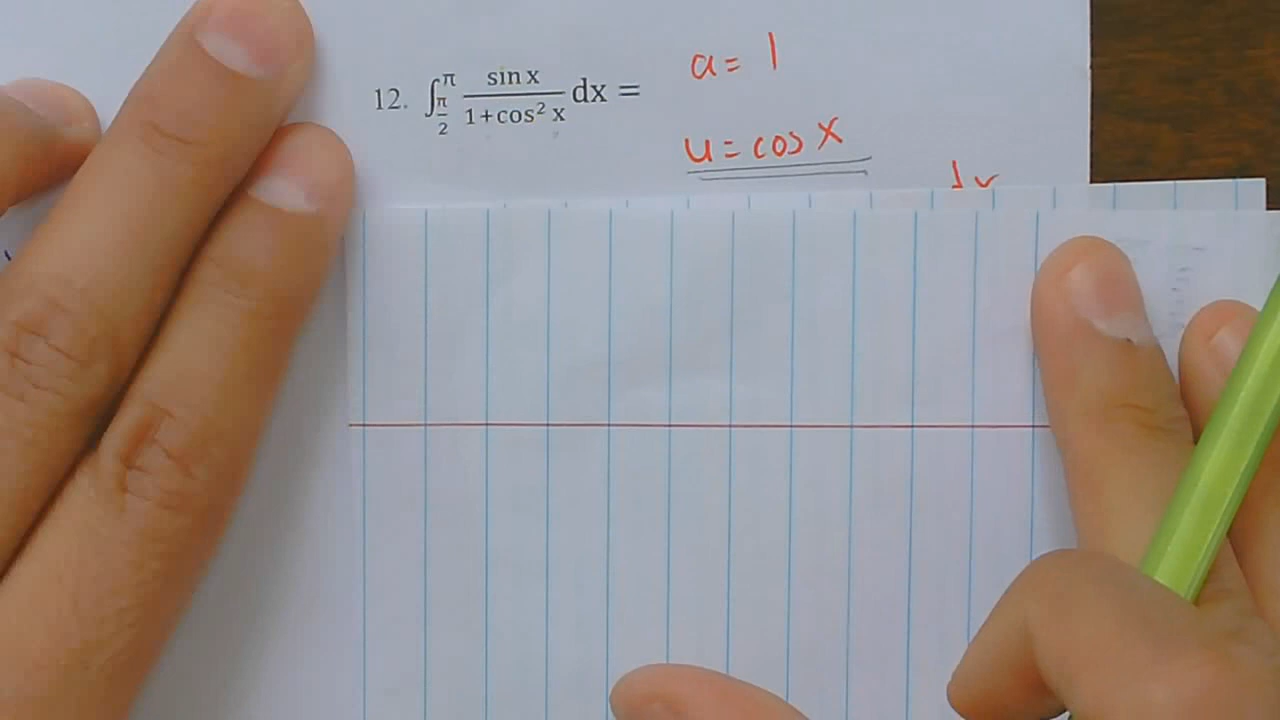 12. ∫_{π/2}^{π} sin x / (1+cos² x) dx =
a = 1
u = cos x